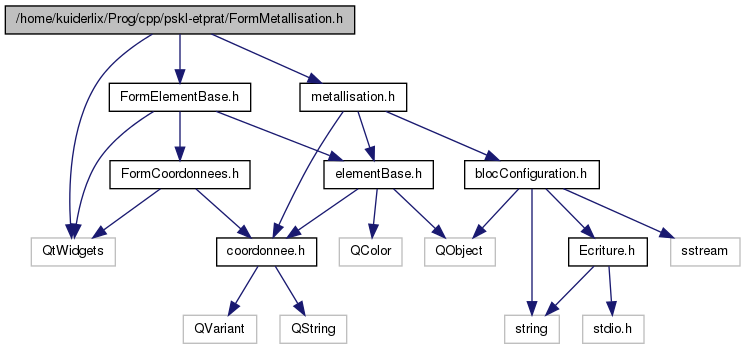 /home/kuiderlix/Prog/cpp/pskl-etprat/FormMetallisation.h
FormElementBase.h
metallisation.h
FormCoordonnees.h
elementBase.h
blocConfiguration.h
QtWidgets
coordonnee.h
QColor
QObject
Ecriture.h
sstream
QVariant
QString
string
stdio.h